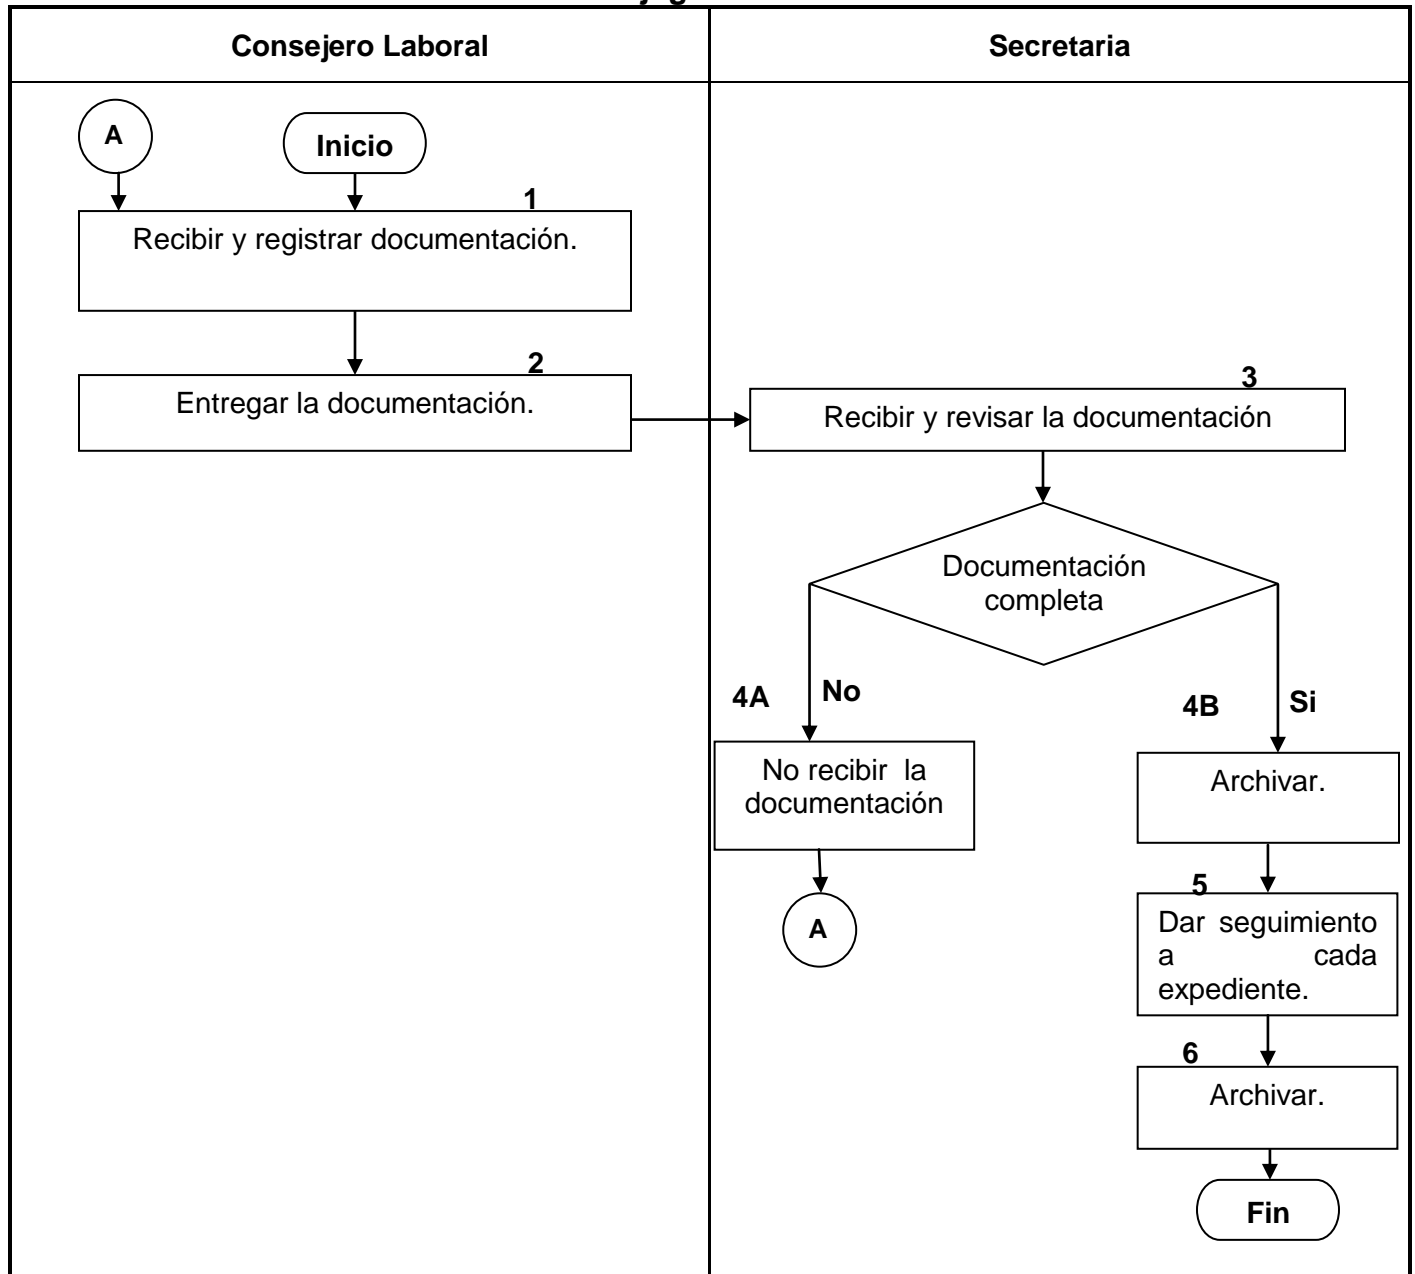 Consejero Laboral
Secretaria
A
Inicio
1
Recibir y registrar documentación.
2
Entregar la documentación.
3
Recibir y revisar la documentación
Documentación
completa
4A
No
4B
Si
No recibir la
documentación
Archivar.
A
5
Dar seguimiento
a cada
expediente.
6
Archivar.
Fin